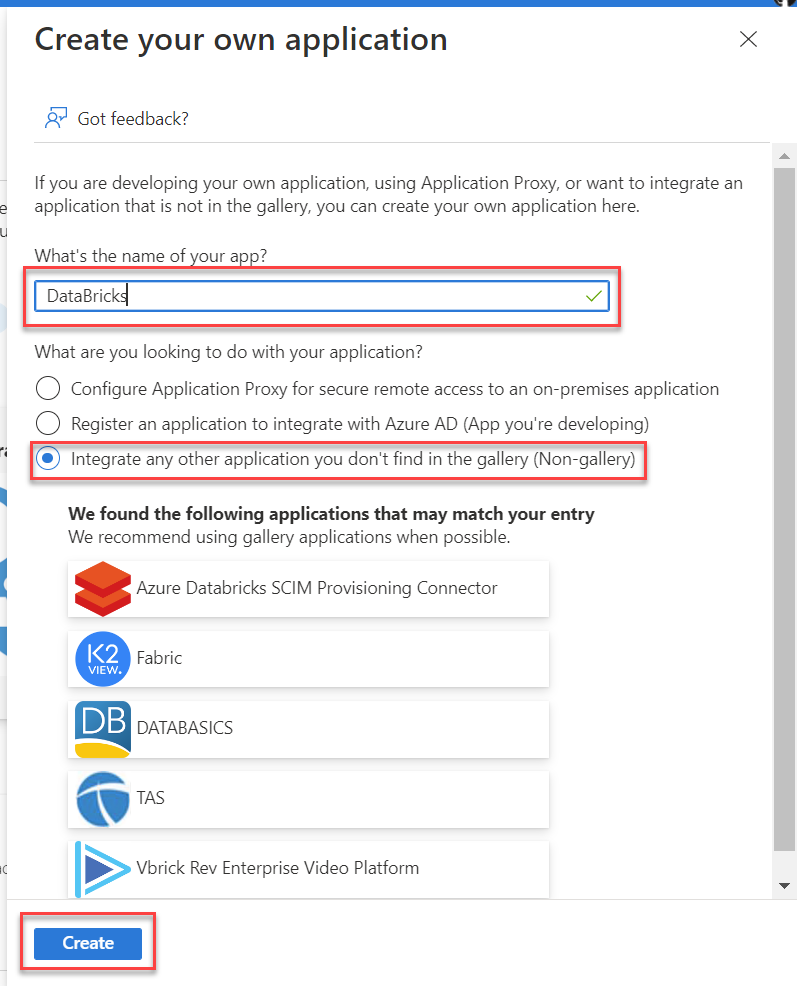 Create your own application
Got feedback?
If you are developing your own application, using Application Proxy, or want to integrate an
application that is not in the gallery, you can create your own application here.
What's the name of your app?
DataBricks
What are you looking to do with your application?
Configure Application Proxy for secure remote access to an on-premises application
Register an application to integrate with Azure AD (App you're developing)
Integrate any other application you don't find in the gallery (Non-gallery)
We found the following applications that may match your entry
We recommend using gallery applications when possible.
Azure Databricks SCIM Provisioning Connector
K2
VIEW.
Fabric
DB
DATABASICS
TAS
Vbrick Rev Enterprise Video Platform
Create